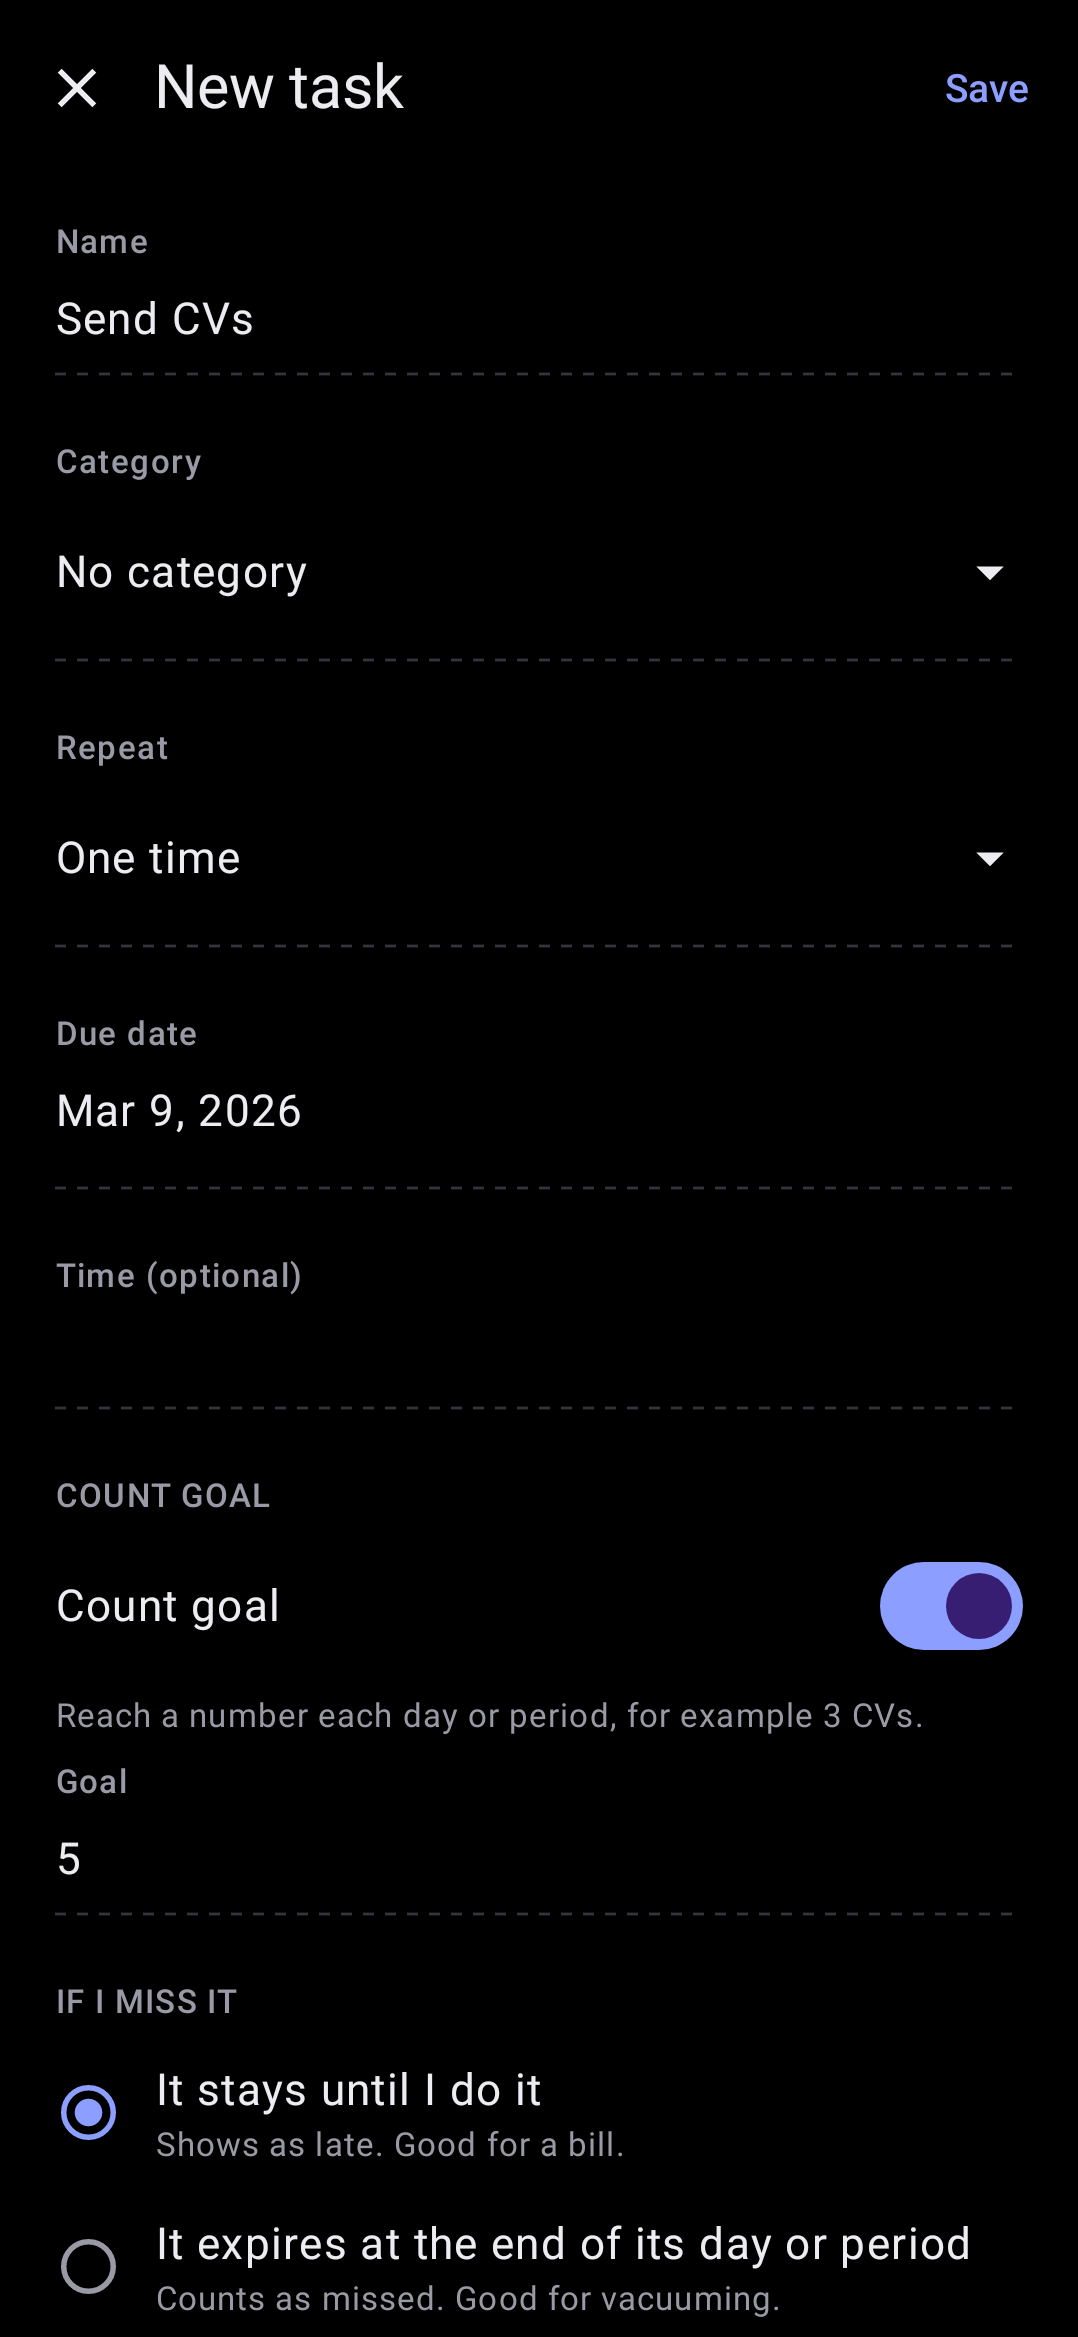 New task
Save
Name
Send CVs
Category
No category
Repeat
One time
Due date
Mar 9, 2026
Time (optional)
COUNT GOAL
Count goal
Reach a number each day or period, for example 3 CVs.
Goal
5
IF I MISS IT
It stays until I do it
Shows as late. Good for a bill.
It expires at the end of its day or period
Counts as missed. Good for vacuuming.